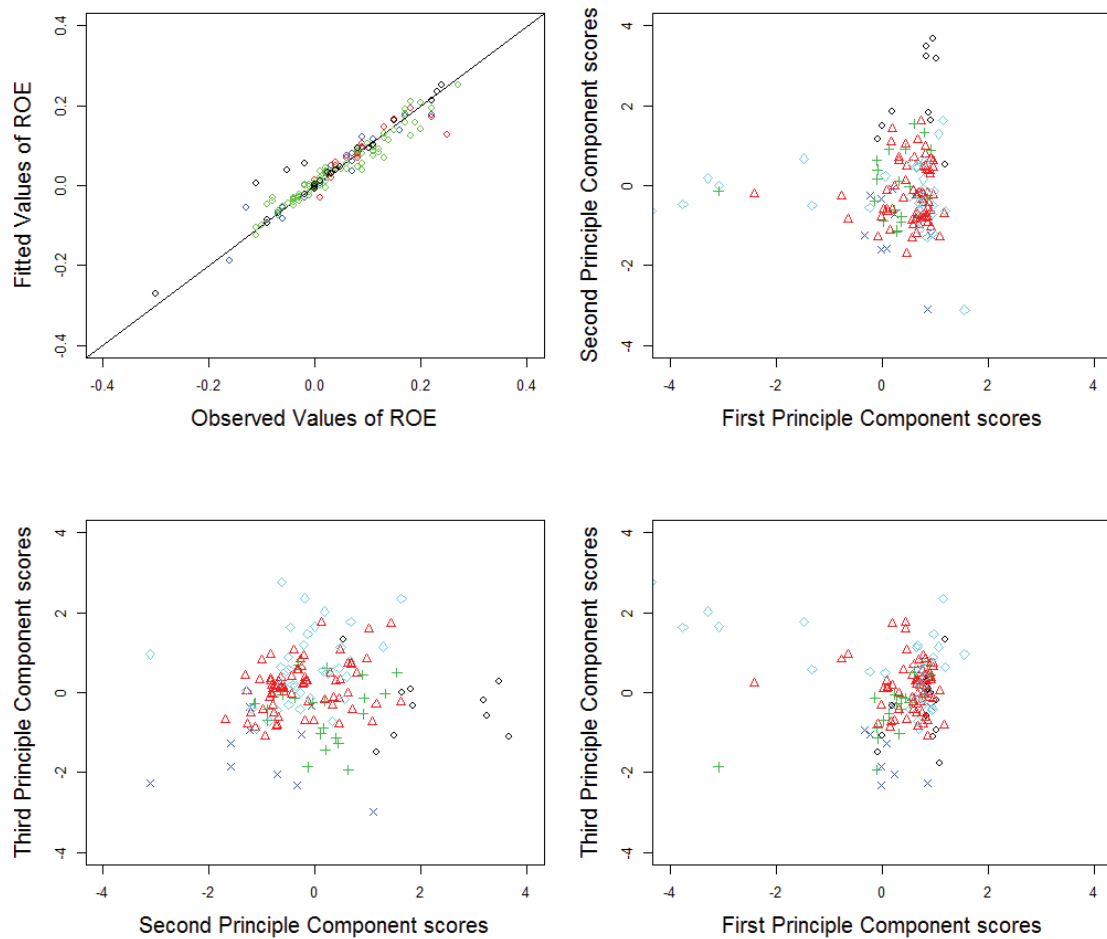 Fitted Values of ROE
0.4
0.2
0.0
-0.2
-0.4
-0.4 -0.2 0.0 0.2 0.4
Observed Values of ROE
Second Principle Component scores
4
2
0
-2
-4
-4 -2 0 2 4
First Principle Component scores
Third Principle Component scores
4
2
0
-2
-4
-4 -2 0 2 4
Second Principle Component scores
Third Principle Component scores
4
2
0
-2
-4
-4 -2 0 2 4
First Principle Component scores